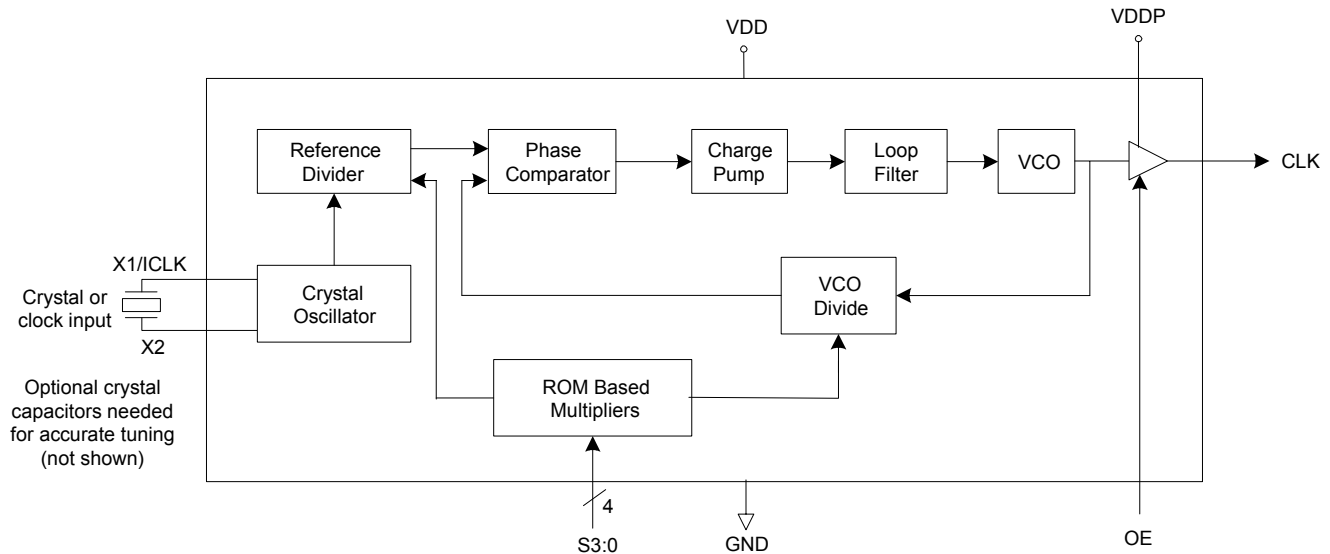 VDD
VDDP
Reference
Divider
Phase
Comparator
Charge
Pump
Loop
Filter
VCO
CLK
X1/ICLK
Crystal or
clock input
X2
Crystal
Oscillator
VCO
Divide
Optional crystal
capacitors needed
for accurate tuning
(not shown)
ROM Based
Multipliers
4
S3:0
GND
OE